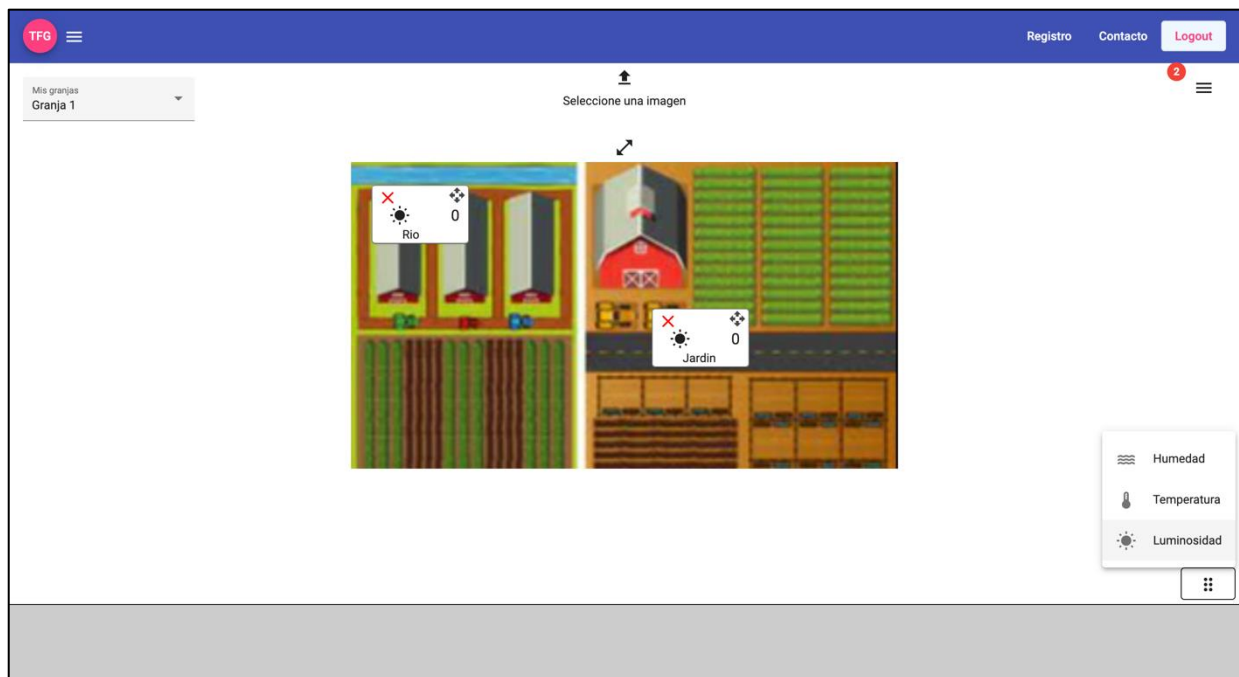 TFG
Registro
Contacto
Logout
Mis granjas
Granja 1
Seleccione una imagen
2
0
Rio
0
Jardin
Humedad
Temperatura
Luminosidad